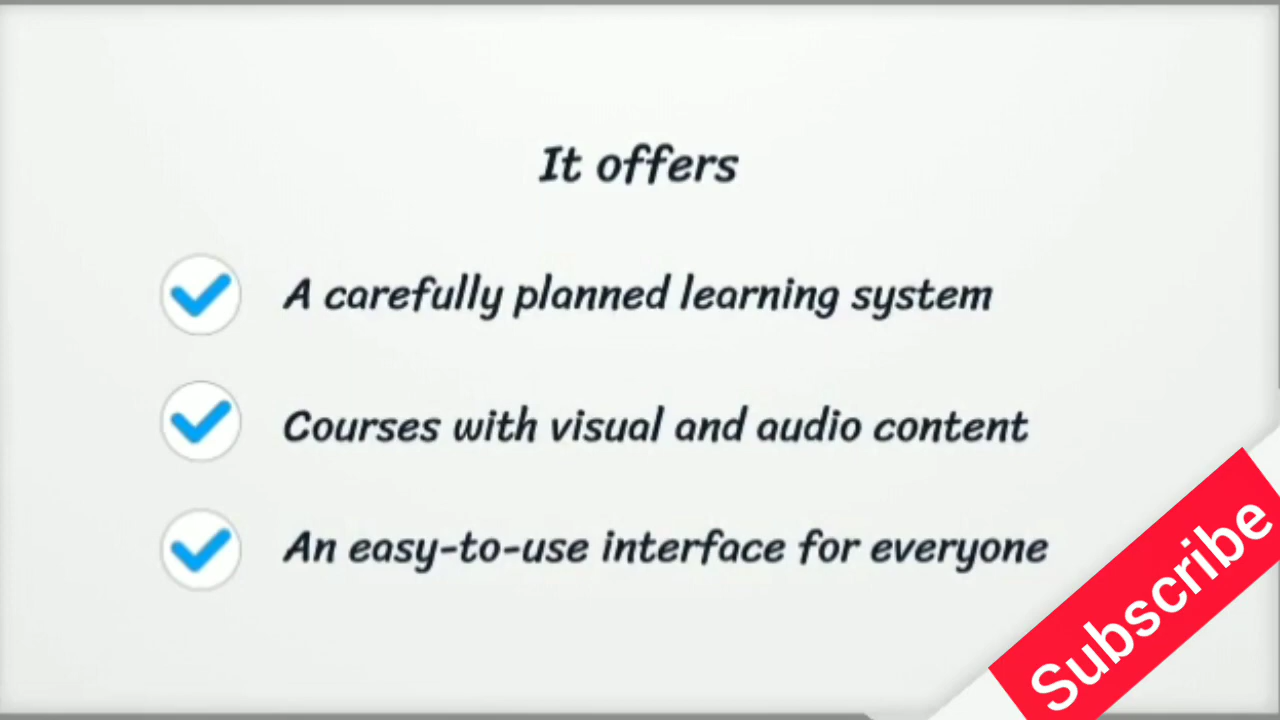 It offers
A carefully planned learning system
Courses with visual and audio content
An easy-to-use interface for everyone
Subscribe